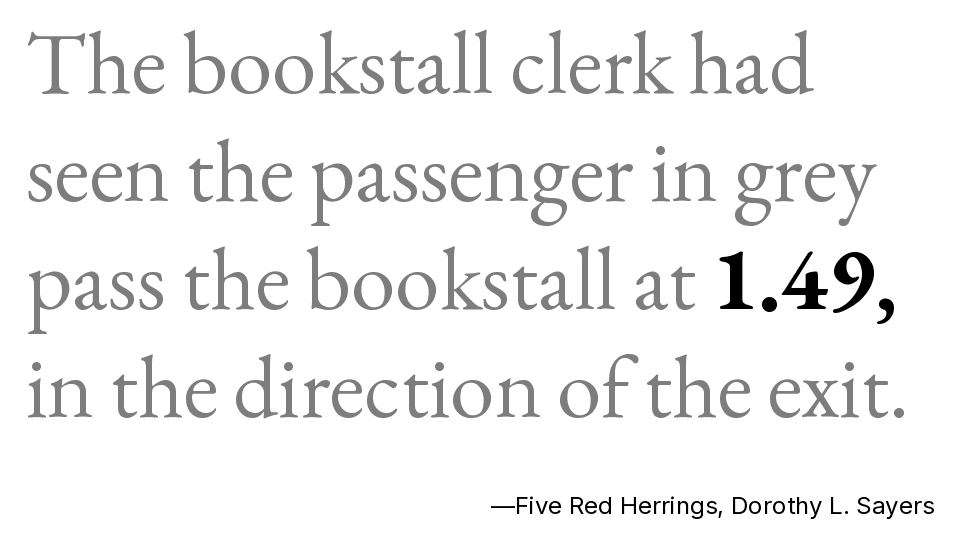 The bookstall clerk had
seen the passenger in grey
pass the bookstall at 1.49,
in the direction of the exit.
—Five Red Herrings, Dorothy L. Sayers